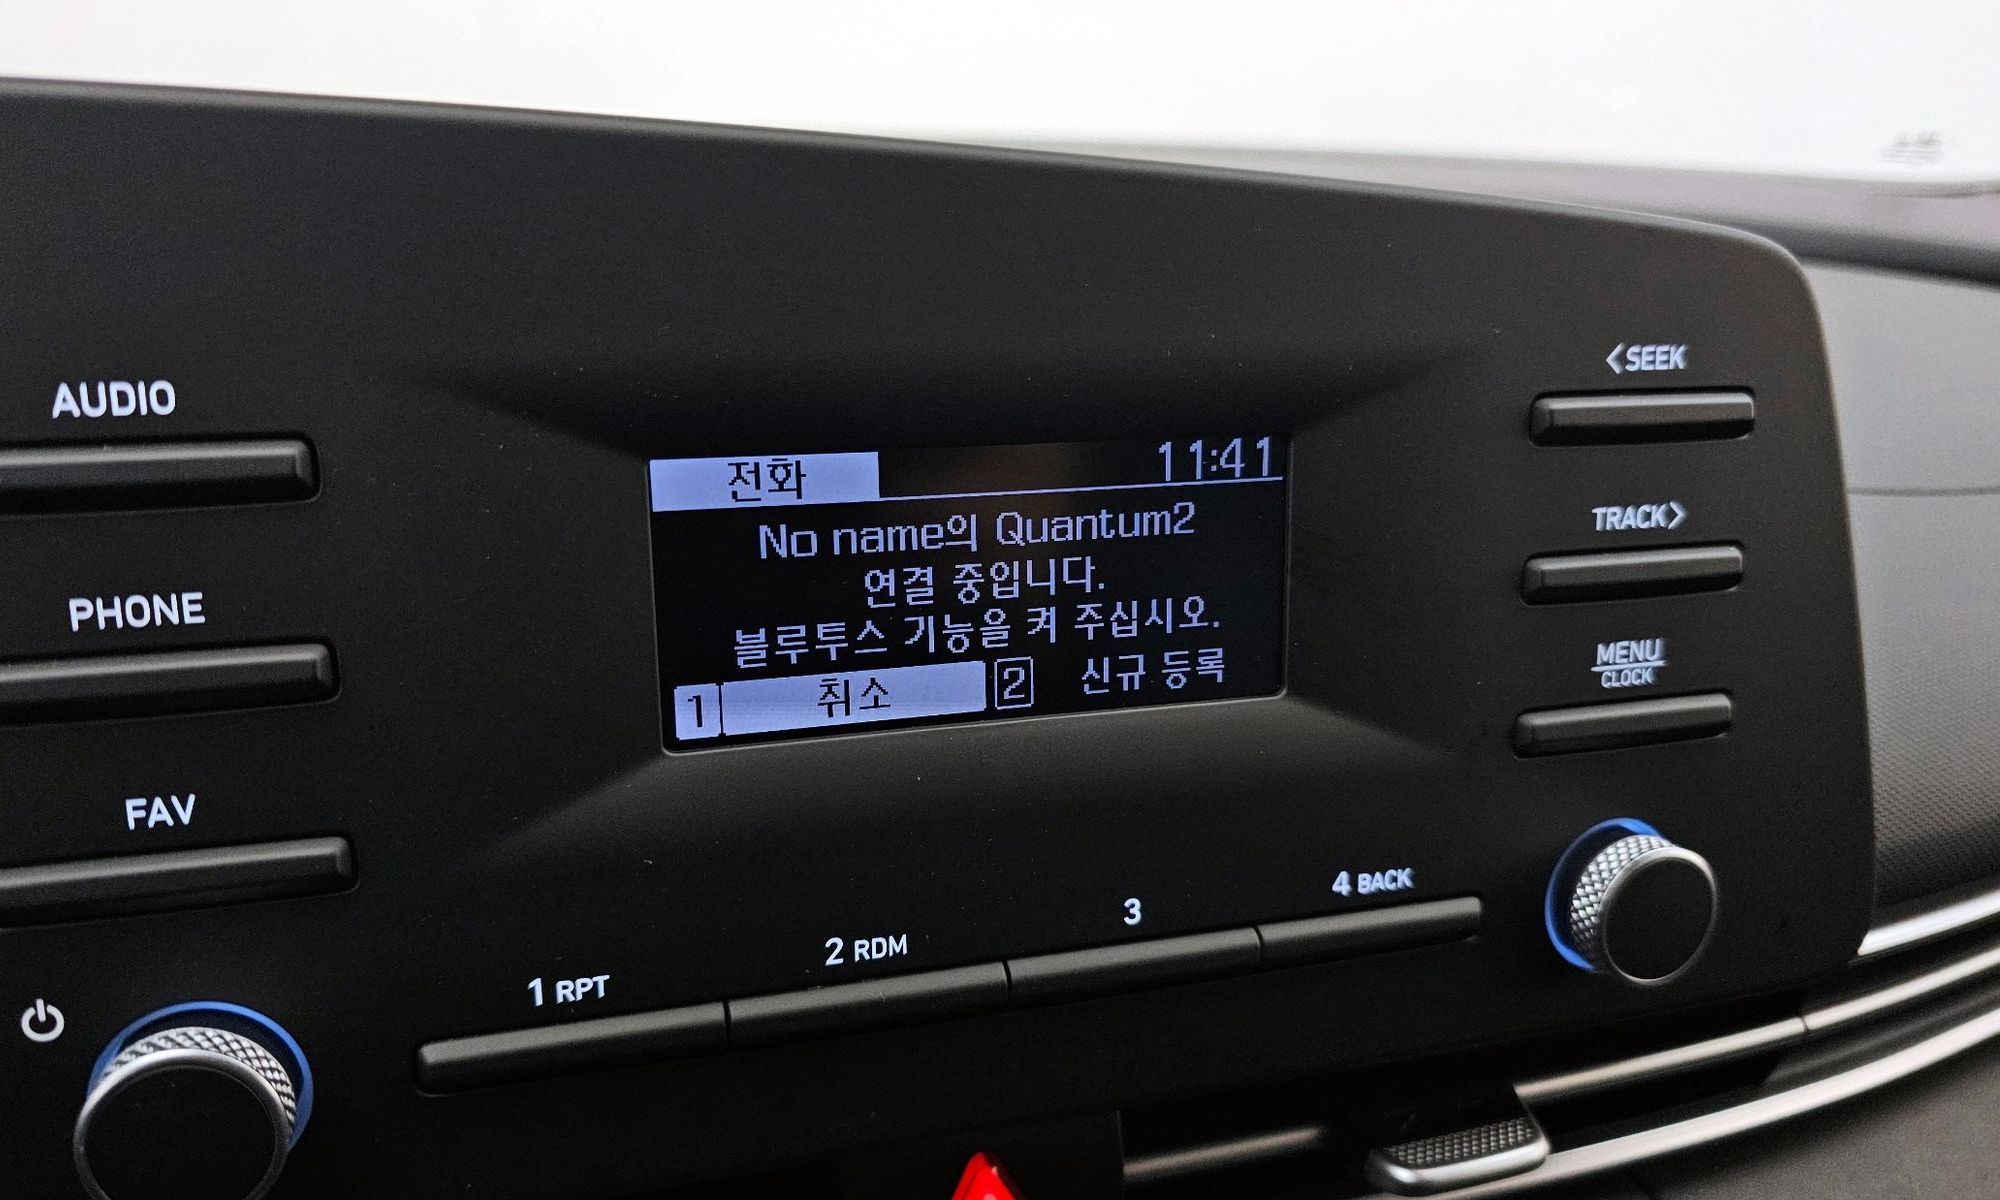 AUDIO
PHONE
FAV
전화 11:41
No name의 Quantum2
연결 중입니다.
블루투스 기능을 켜 주십시오.
1 취소 2 신규 등록
<SEEK
TRACK>
MENU
CLOCK
1 RPT
2 RDM
3
4 BACK